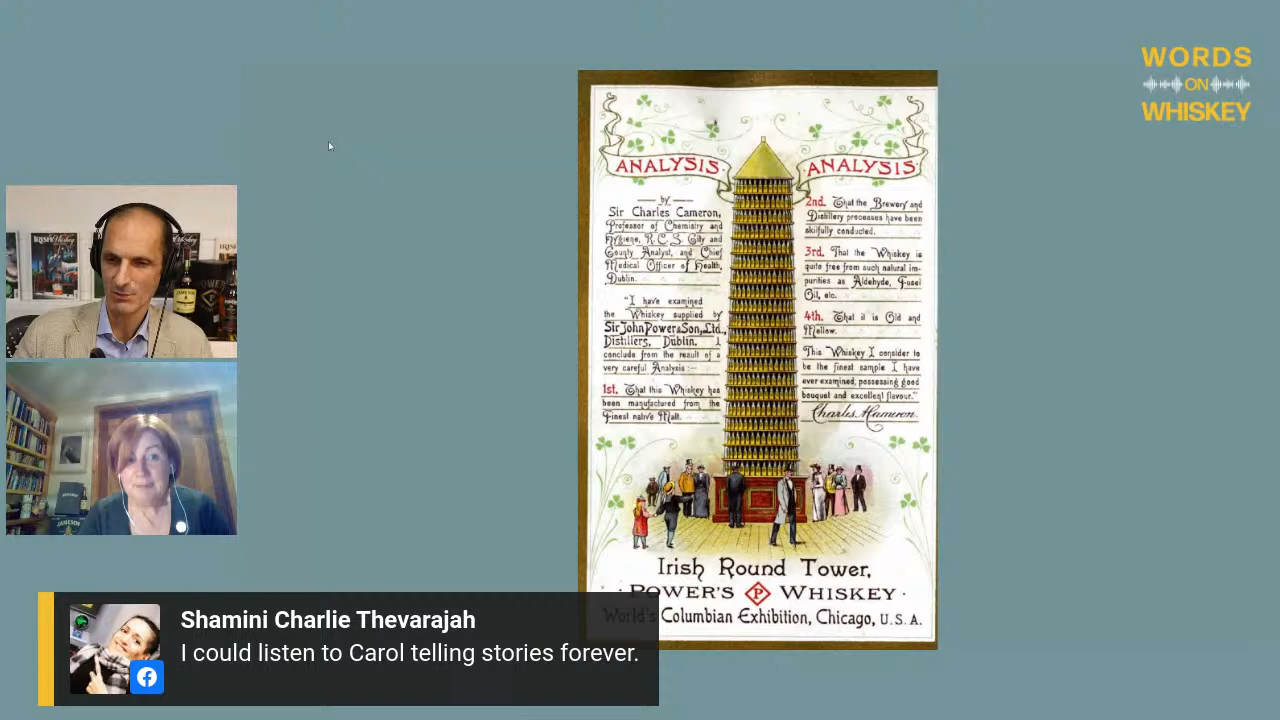 WORDS
ON
WHISKEY
ANALYSIS
by
Sir Charles Cameron,
Professor of Chemistry and
Hygiene, R.C.S. City and
County Analyst, and Chief
Medical Officer of Health,
Dublin.
"I have examined
the Whiskey supplied by
Sir John Power & Son, Ltd.,
Distillers, Dublin. I
conclude from the result of a
very careful Analysis:—
1st. That this Whiskey has
been manufactured from the
Finest native Malt.
ANALYSIS
2nd. That the Brewery and
Distillery processes have been
skilfully conducted.
3rd. That the Whiskey is
quite free from such natural im-
purities as Aldehyde, Fusel
Oil, etc.
4th. That it is Old and
Mellow.
This Whiskey I consider to
be the finest sample I have
ever examined, possessing good
bouquet and excellent flavour."
Charles A. Cameron.
Irish Round Tower,
· POWER'S P WHISKEY ·
World's Columbian Exhibition, Chicago, U.S.A.
JAMESON
Shamini Charlie Thevarajah
I could listen to Carol telling stories forever.